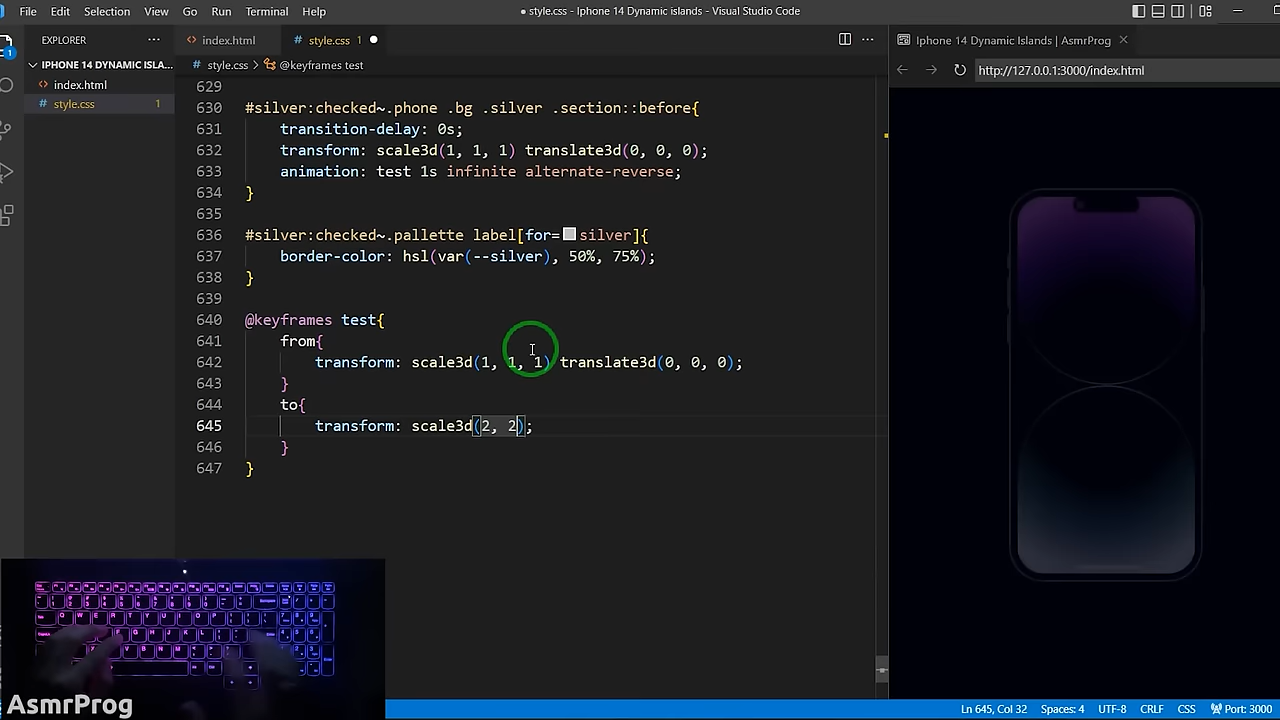 File Edit Selection View Go Run Terminal Help
● style.css - Iphone 14 Dynamic islands - Visual Studio Code
EXPLORER ···
IPHONE 14 DYNAMIC ISLA...
index.html
style.css 1
1
index.html
style.css 1
style.css > @keyframes test
629
630 #silver:checked~.phone .bg .silver .section::before{
631 transition-delay: 0s;
632 transform: scale3d(1, 1, 1) translate3d(0, 0, 0);
633 animation: test 1s infinite alternate-reverse;
634 }
635
636 #silver:checked~.pallette label[for=silver]{
637 border-color: hsl(var(--silver), 50%, 75%);
638 }
639
640 @keyframes test{
641 from{
642 transform: scale3d(1, 1, 1) translate3d(0, 0, 0);
643 }
644 to{
645 transform: scale3d(2, 2);
646 }
647 }
Iphone 14 Dynamic Islands | AsmrProg
http://127.0.0.1:3000/index.html
AsmrProg
Ln 645, Col 32 Spaces: 4 UTF-8 CRLF CSS Port: 3000